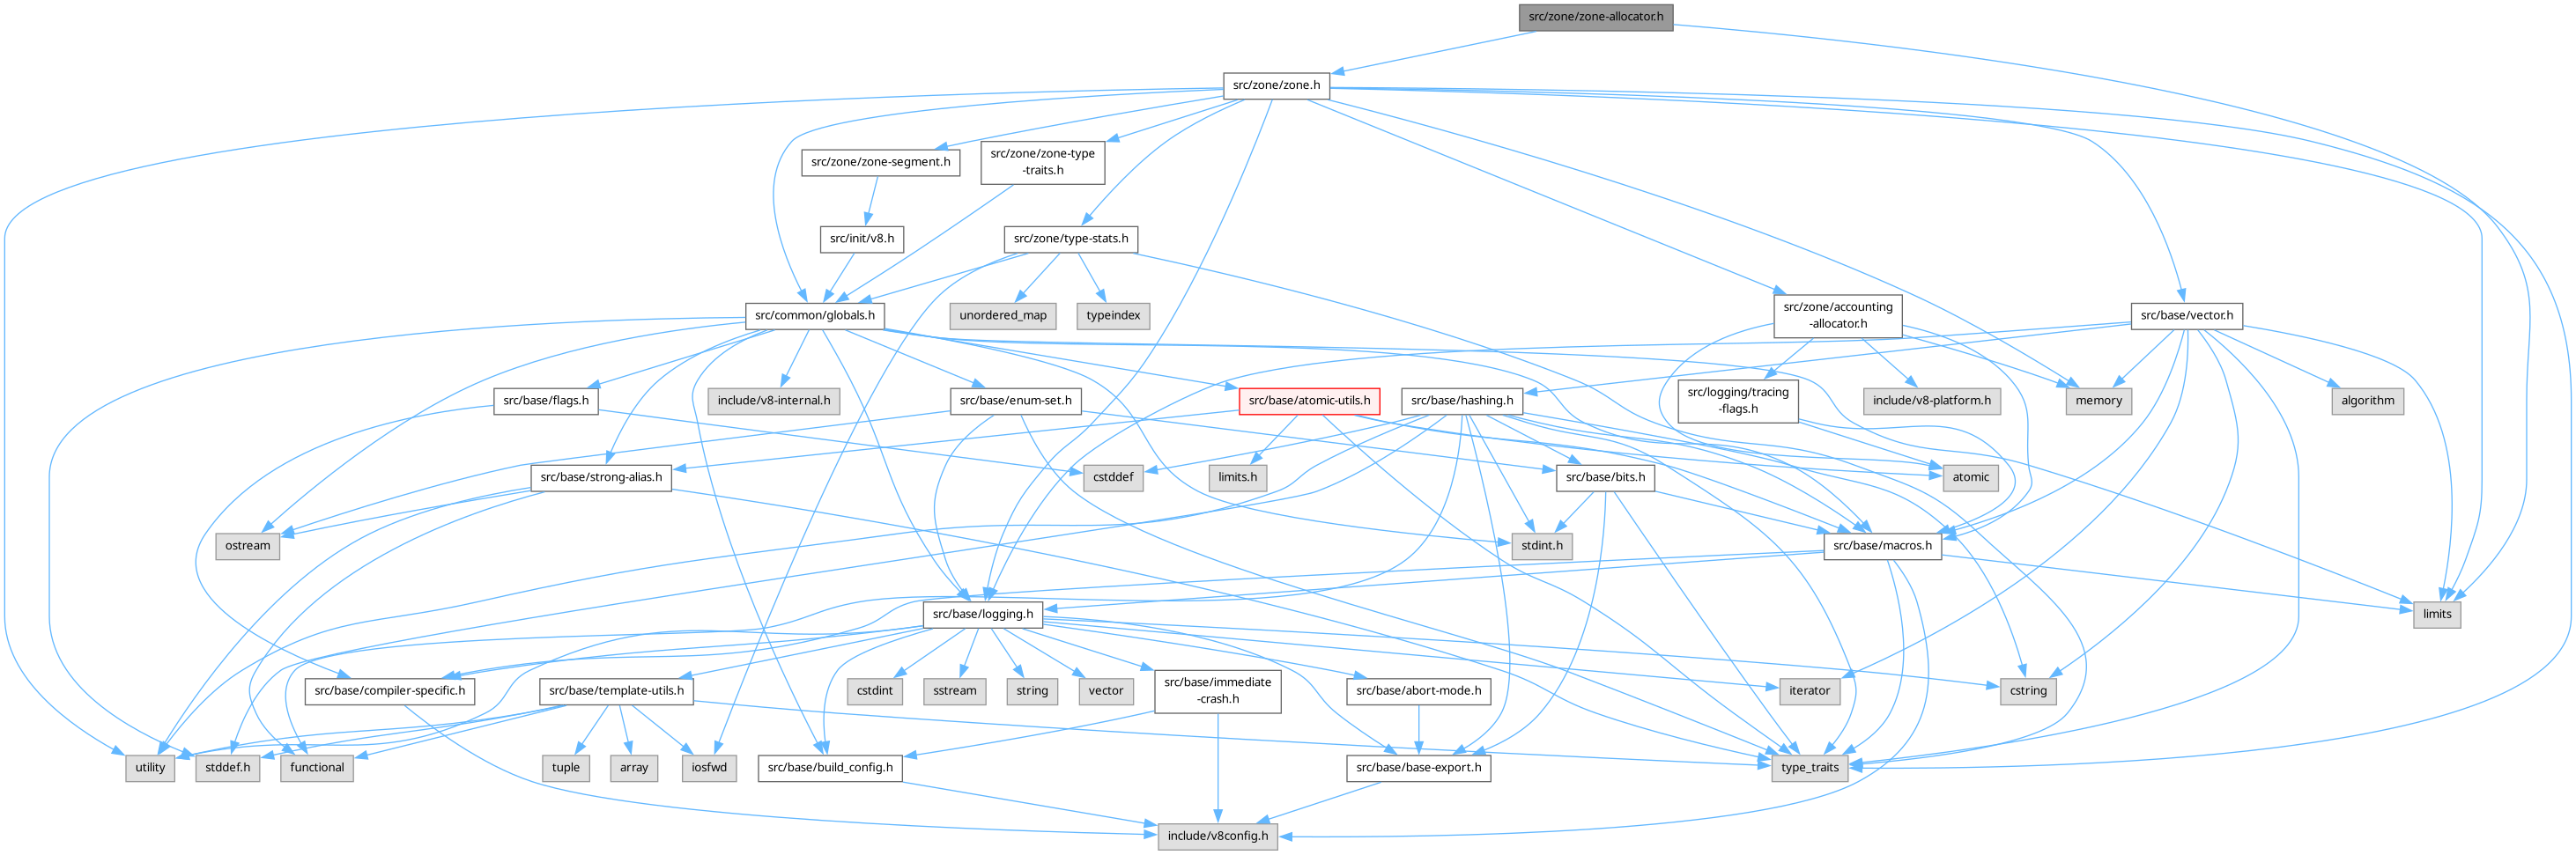 src/zone/zone-allocator.h
src/zone/zone.h
src/zone/zone-segment.h
src/zone/zone-type
-traits.h
src/init/v8.h
src/zone/type-stats.h
src/common/globals.h
unordered_map
typeindex
src/zone/accounting
-allocator.h
src/base/vector.h
src/base/flags.h
include/v8-internal.h
src/base/enum-set.h
src/base/atomic-utils.h
src/base/hashing.h
src/logging/tracing
-flags.h
include/v8-platform.h
memory
algorithm
src/base/strong-alias.h
cstddef
limits.h
src/base/bits.h
atomic
ostream
stdint.h
src/base/macros.h
src/base/logging.h
limits
src/base/compiler-specific.h
src/base/template-utils.h
cstdint
sstream
string
vector
src/base/immediate
-crash.h
src/base/abort-mode.h
iterator
cstring
utility
stddef.h
functional
tuple
array
iosfwd
src/base/build_config.h
src/base/base-export.h
type_traits
include/v8config.h